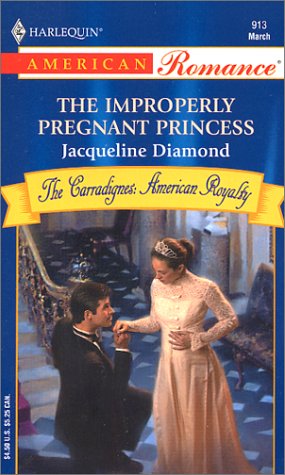 HARLEQUIN®
913
March
AMERICAN Romance®
THE IMPROPERLY
PREGNANT PRINCESS
Jacqueline Diamond
The Carradignes: American Royalty
$4.50 U.S. $5.25 CAN.